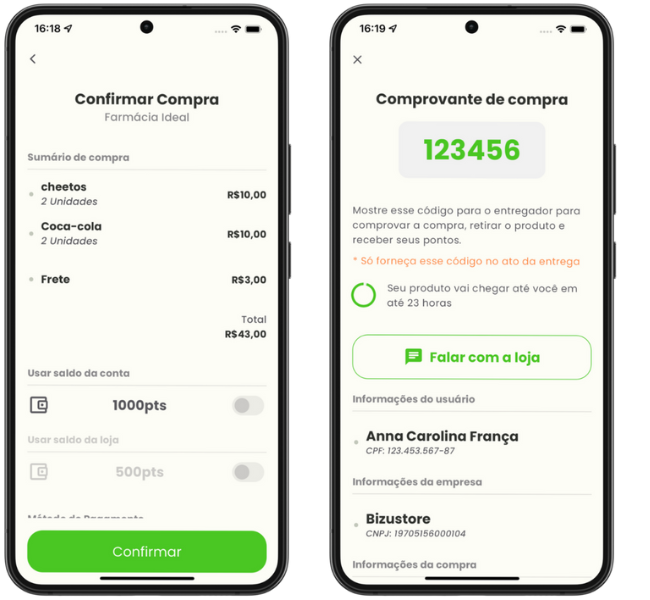 16:18
Confirmar Compra
Farmácia Ideal
Sumário de compra
cheetos
2 Unidades
R$10,00
Coca-cola
2 Unidades
R$10,00
Frete
R$3,00
Total
R$43,00
Usar saldo da conta
1000pts
Usar saldo da loja
500pts
Método de Pagamento
Confirmar
16:19
Comprovante de compra
123456
Mostre esse código para o entregador para
comprovar a compra, retirar o produto e
receber seus pontos.
* Só forneça esse código no ato da entrega
Seu produto vai chegar até você em
até 23 horas
Falar com a loja
Informações do usuário
Anna Carolina França
CPF: 123.453.567-87
Informações da empresa
Bizustore
CNPJ: 19705156000104
Informações da compra